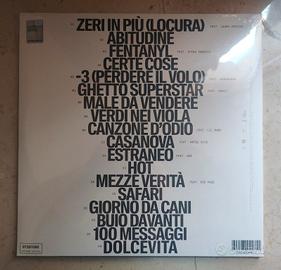 ZERI IN PIÙ (LOCURA)
ABITUDINE
FENTANYL
CERTE COSE
-3 (PERDERE IL VOLO)
GHETTO SUPERSTAR
MALE DA VENDERE
VERDI NEI VIOLA
CANZONE D'ODIO
CASANOVA
ESTRANEO
HOT
MEZZE VERITÀ
SAFARI
GIORNO DA CANI
BUIO DAVANTI
100 MESSAGGI
DOLCEVITA